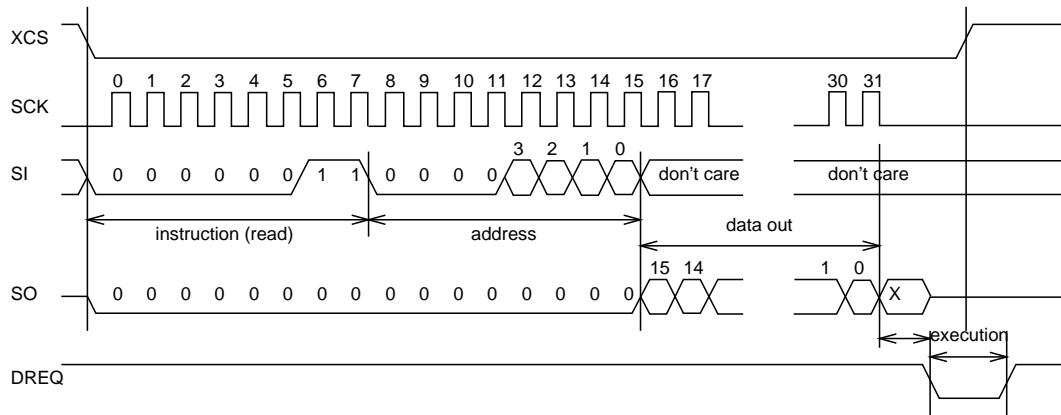 XCS
0 1 2 3 4 5 6 7 8 9 10 11 12 13 14 15 16 17 30 31
SCK
3 2 1 0
SI 0 0 0 0 0 0 1 1 0 0 0 0 don't care don't care
instruction (read) address data out
15 14 1 0
SO 0 0 0 0 0 0 0 0 0 0 0 0 0 0 0 0 X
execution
DREQ